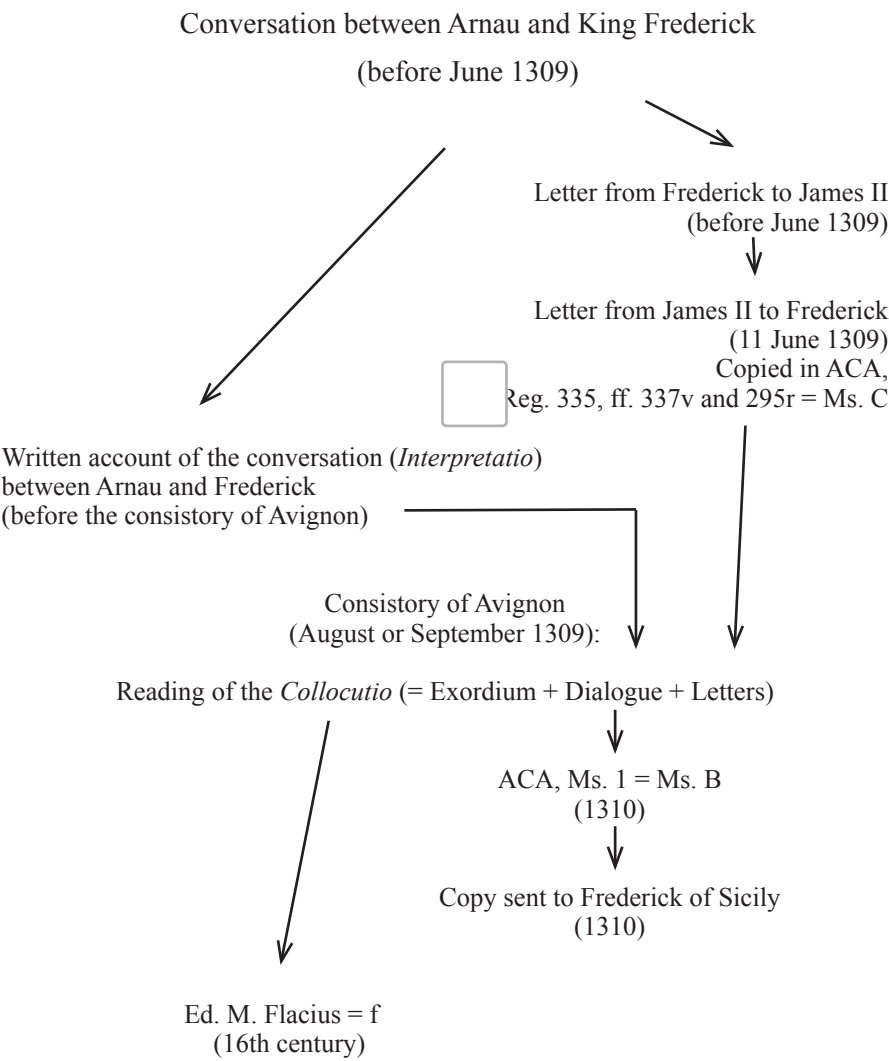 Conversation between Arnau and King Frederick
(before June 1309)
Letter from Frederick to James II
(before June 1309)
Letter from James II to Frederick
(11 June 1309)
Copied in ACA,
Reg. 335, ff. 337v and 295r = Ms. C
Written account of the conversation (Interpretatio)
between Arnau and Frederick
(before the consistory of Avignon)
Consistory of Avignon
(August or September 1309):
Reading of the Collocutio (= Exordium + Dialogue + Letters)
ACA, Ms. 1 = Ms. B
(1310)
Copy sent to Frederick of Sicily
(1310)
Ed. M. Flacius = f
(16th century)